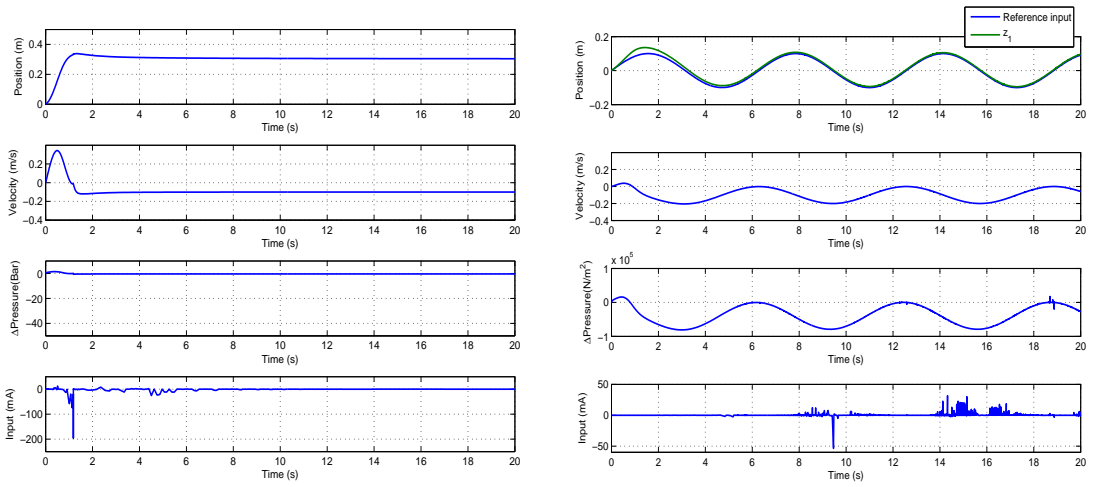 0.4
0.2
0
Position (m)
0 2 4 6 8 10 12 14 16 18 20
Time (s)
0.2
0
−0.2
−0.4
Velocity (m/s)
0 2 4 6 8 10 12 14 16 18 20
Time (s)
0
−20
−40
ΔPressure(Bar)
0 2 4 6 8 10 12 14 16 18 20
Time (s)
0
−100
−200
Input (mA)
0 2 4 6 8 10 12 14 16 18 20
Time (s)
Reference input
z1
0.2
0
−0.2
Position (m)
0 2 4 6 8 10 12 14 16 18 20
Time (s)
0.4
0.2
0
−0.2
−0.4
Velocity (m/s)
0 2 4 6 8 10 12 14 16 18 20
Time (s)
x 10^5
1
0
−1
ΔPressure(N/m²)
0 2 4 6 8 10 12 14 16 18 20
Time (s)
50
0
−50
Input (mA)
0 2 4 6 8 10 12 14 16 18 20
Time (s)